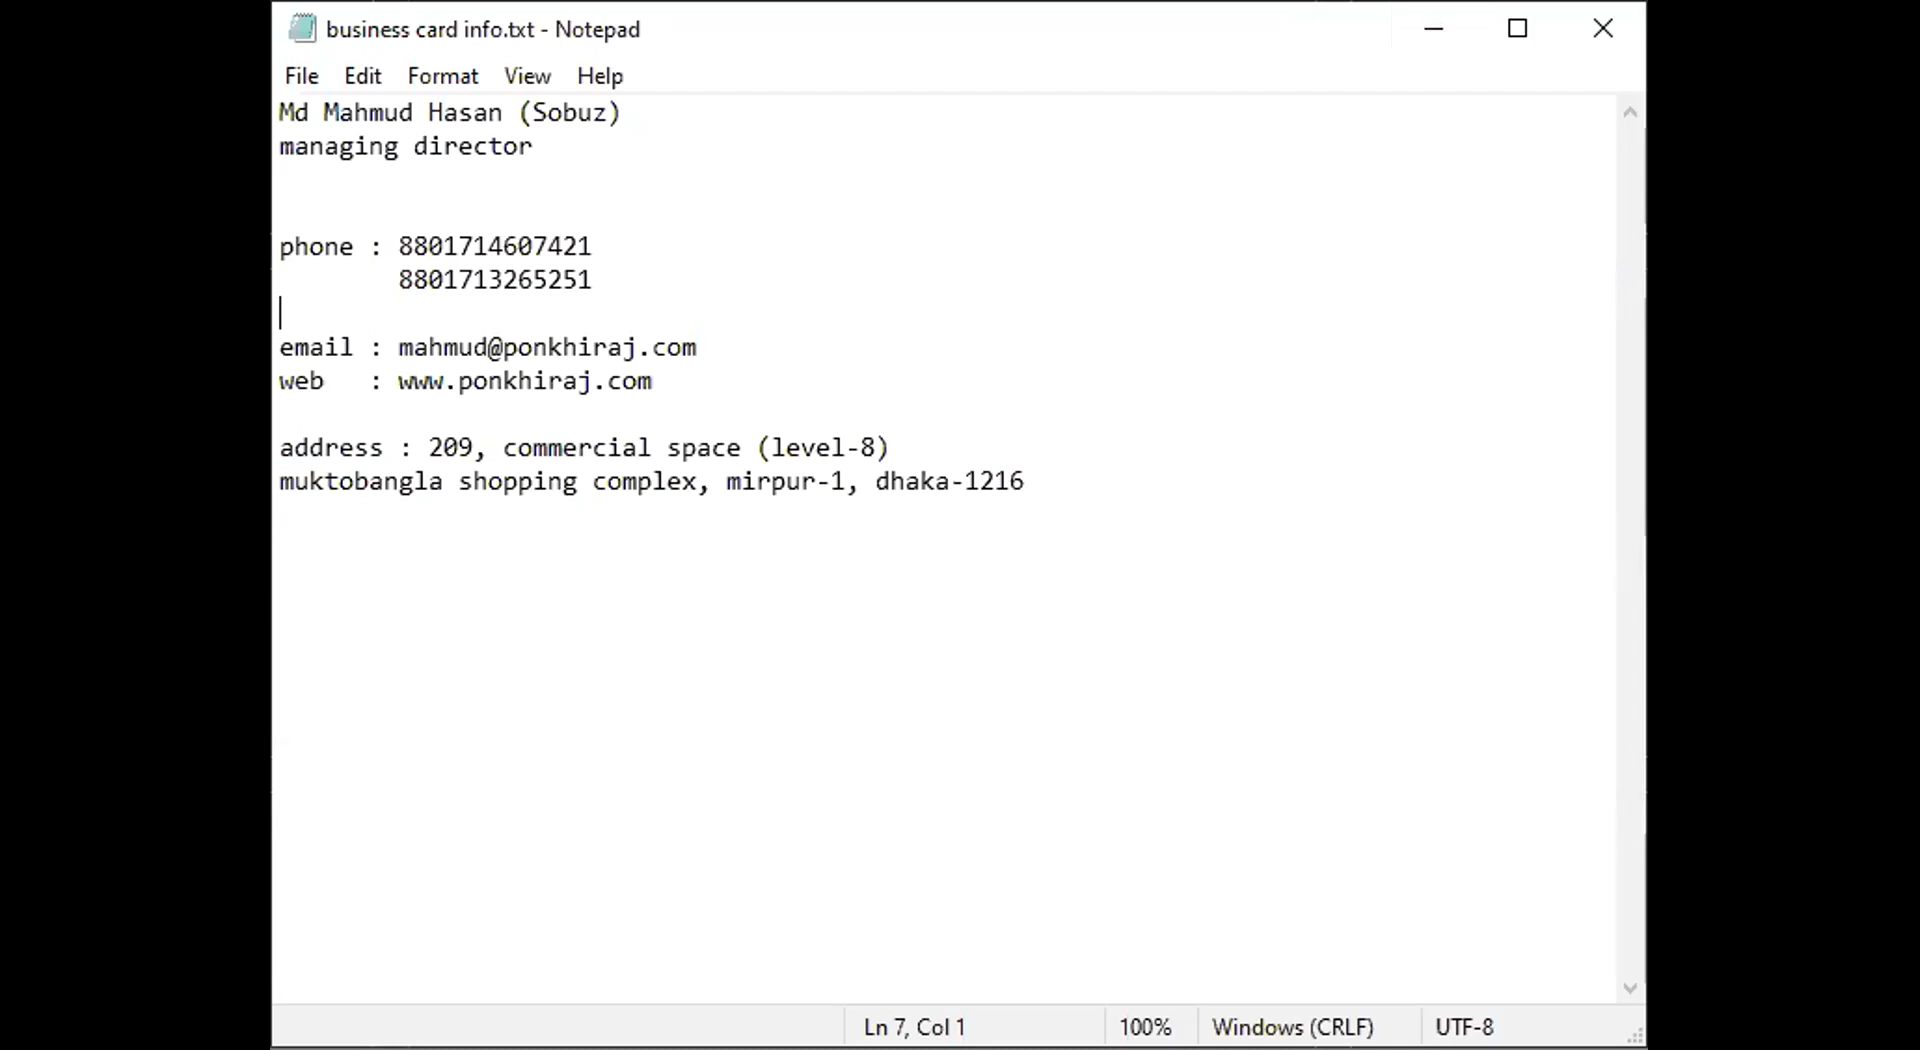 business card info.txt - Notepad
File Edit Format View Help
Md Mahmud Hasan (Sobuz)
managing director
phone : 8801714607421
8801713265251
email : mahmud@ponkhiraj.com
web : www.ponkhiraj.com
address : 209, commercial space (level-8)
muktobangla shopping complex, mirpur-1, dhaka-1216
Ln 7, Col 1 100% Windows (CRLF) UTF-8